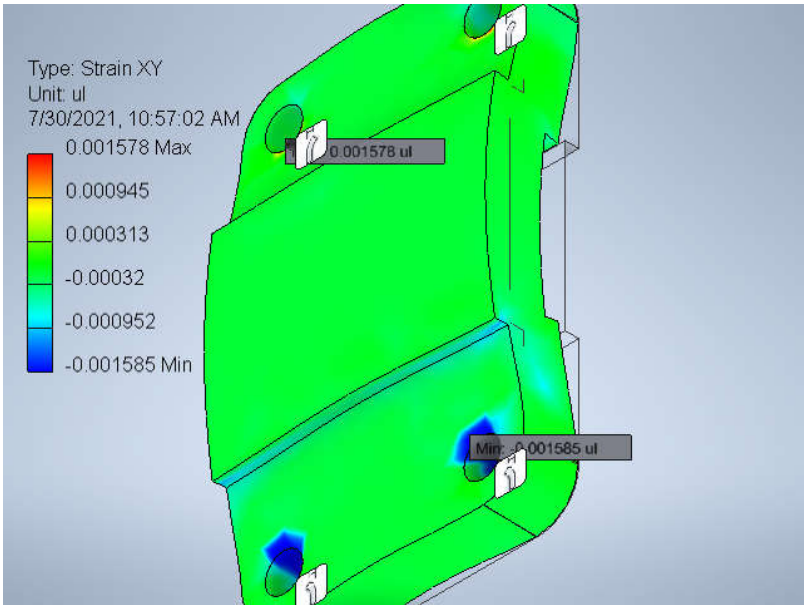 Type: Strain XY
Unit: ul
7/30/2021, 10:57:02 AM
0.001578 Max
0.000945
0.000313
-0.00032
-0.000952
-0.001585 Min
0.001578 ul
Min: -0.001585 ul